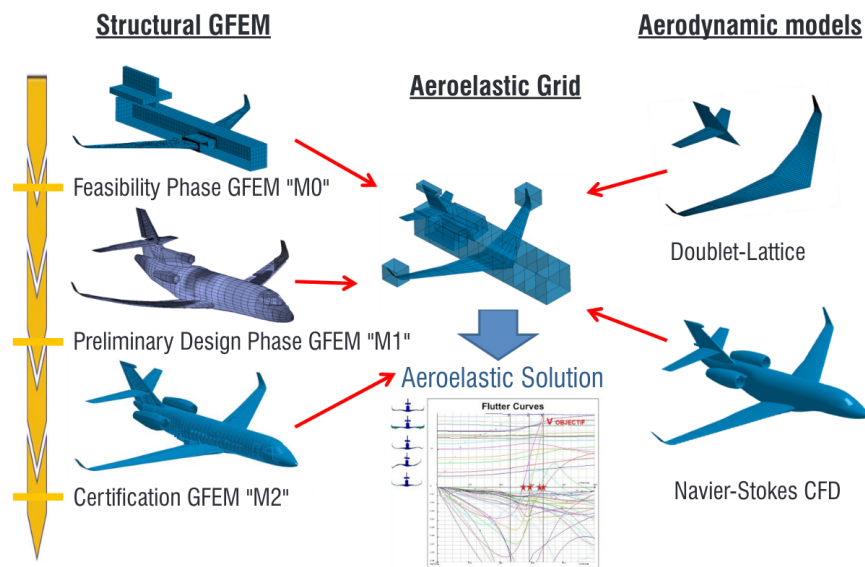 Structural GFEM
Aerodynamic models
Aeroelastic Grid
Feasibility Phase GFEM "M0"
Doublet-Lattice
Preliminary Design Phase GFEM "M1"
Aeroelastic Solution
Flutter Curves
V OBJECTIF
Certification GFEM "M2"
Navier-Stokes CFD